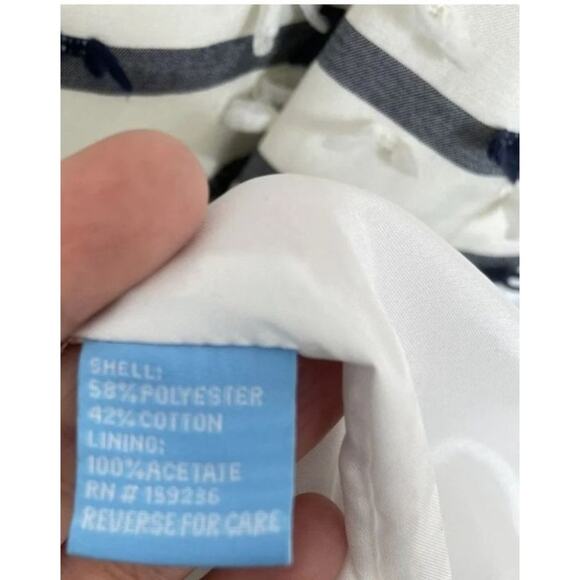 SHELL:
58% POLYESTER
42% COTTON
LINING:
100% ACETATE
RN # 159236
REVERSE FOR CARE